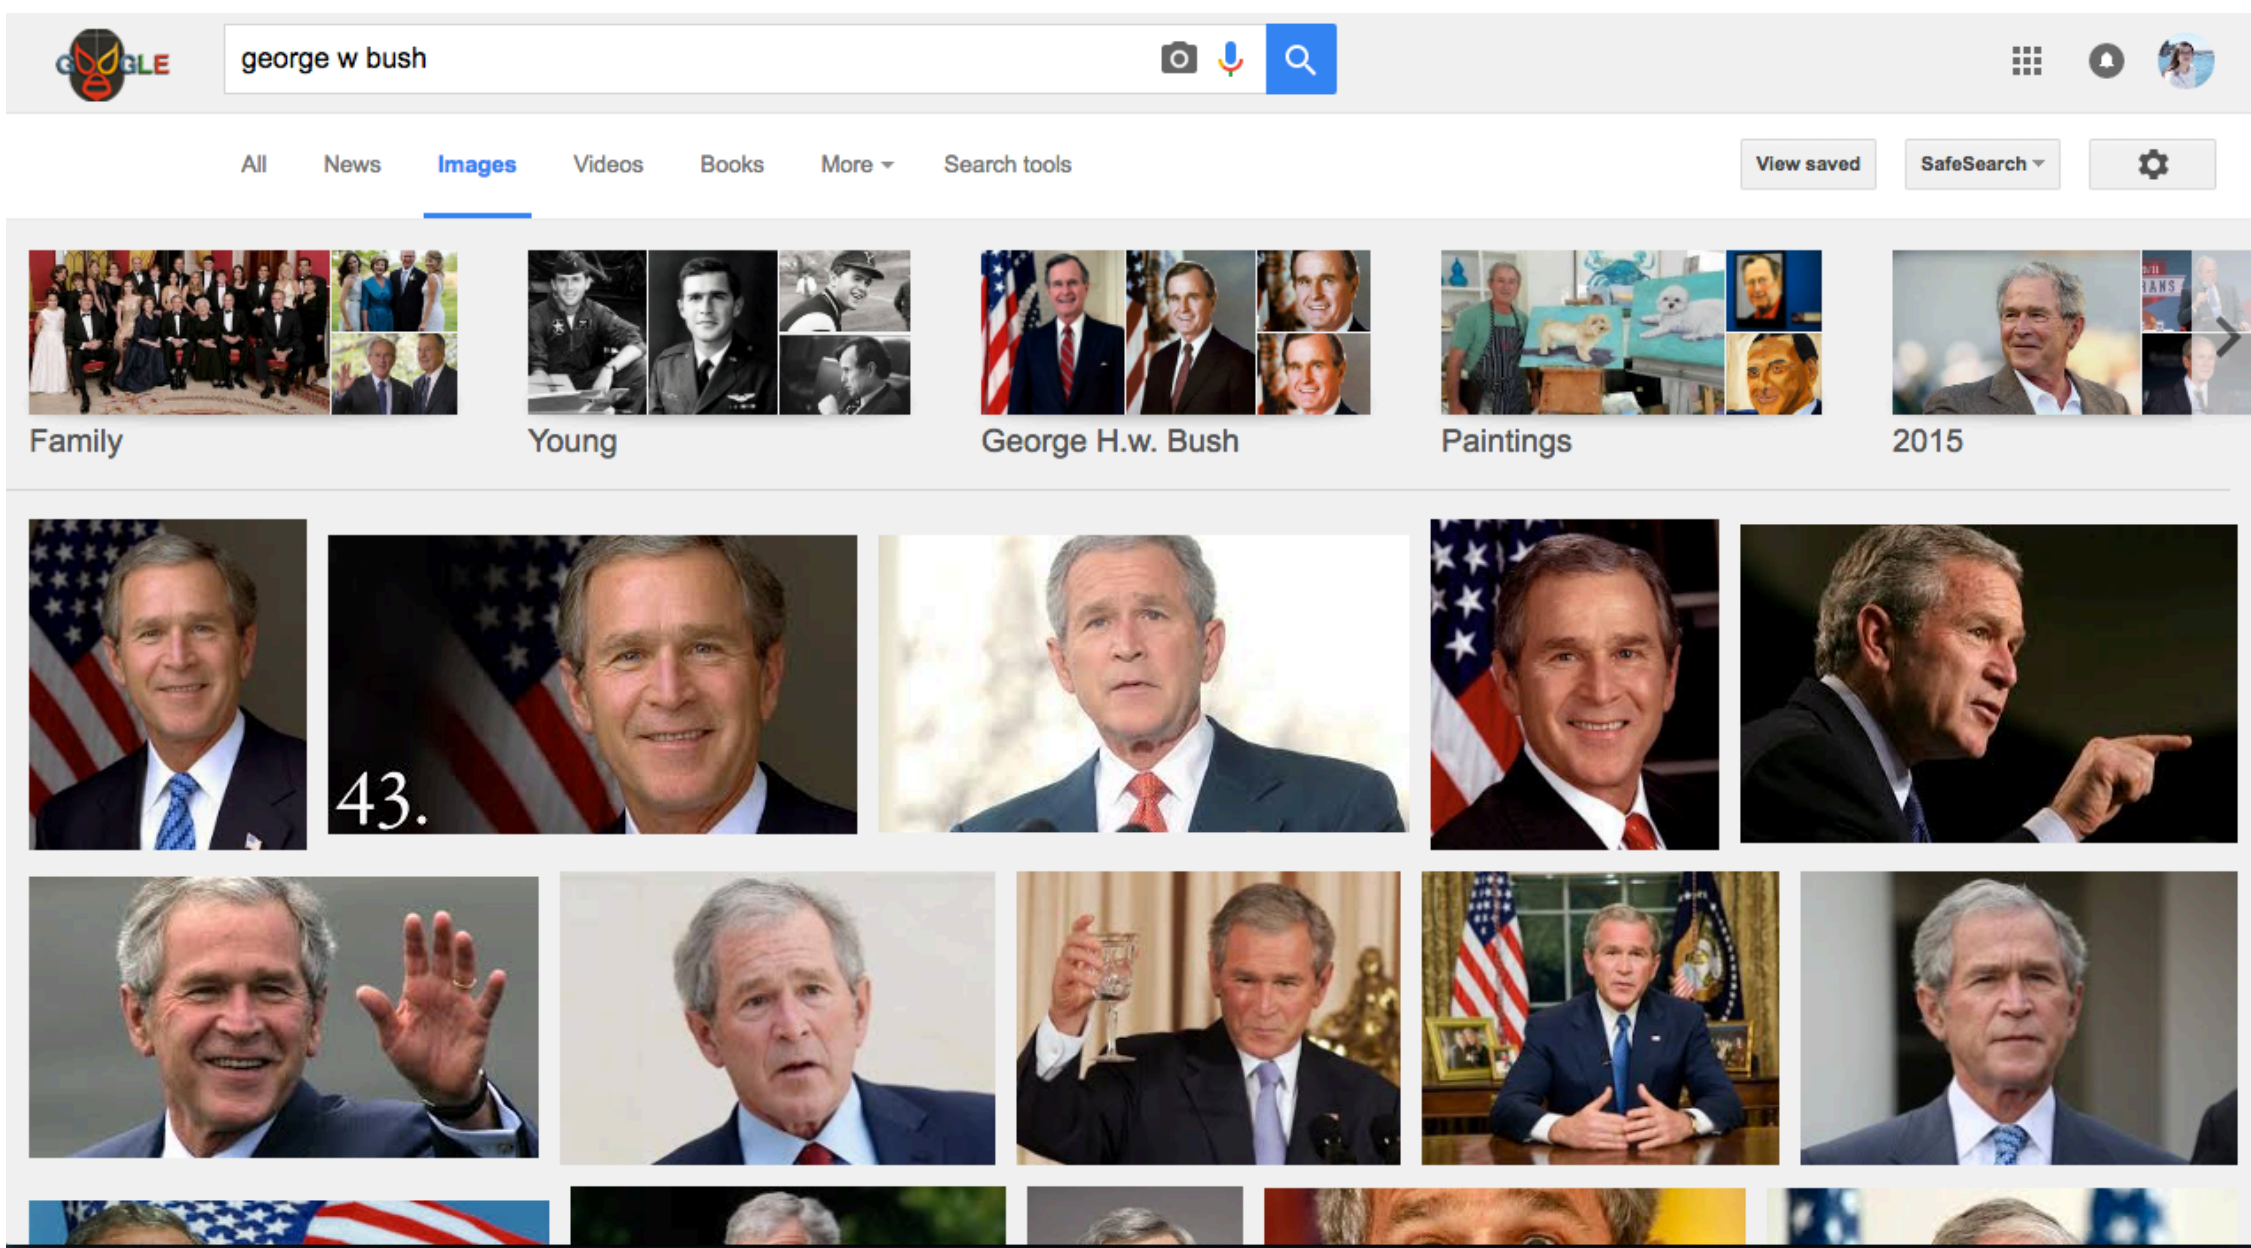 GOOGLE
george w bush
All News Images Videos Books More Search tools View saved SafeSearch
Family Young George H.w. Bush Paintings 2015
43.